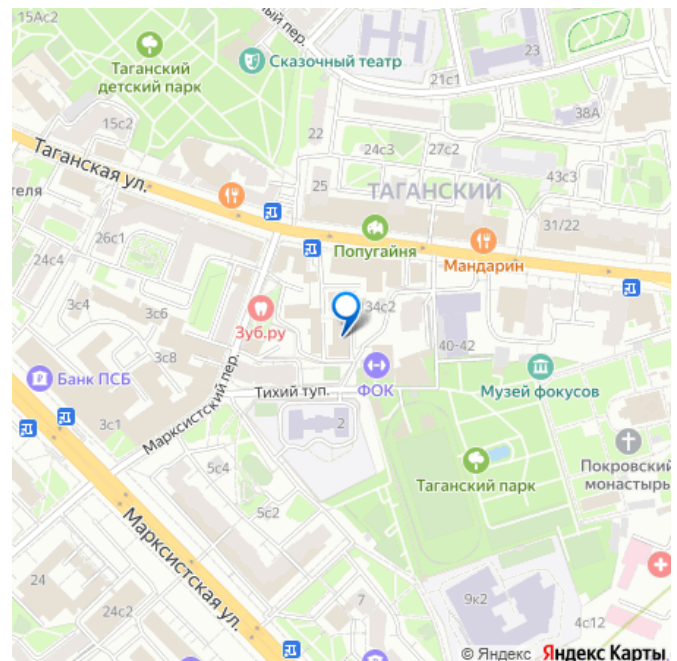 15Ас2
ный пер.
Сказочный театр
Таганский
детский парк
23
21с1
38А
15с2
22
24с3
27с2
Таганская ул.
43с3
теля
25
ТАГАНСКИЙ
31/22
26с1
Попугайня
Мандарин
24с4
3с4
3с6
34с2
Зуб.ру
3с8
40-42
Банк ПСБ
Марксистский пер.
Тихий туп.
ФОК
Музей фокусов
3с1
2
Покровский
монастырь
5с4
Таганский парк
5с2
Марксистская ул.
24
7
9к2
24с2
4с12
© Яндекс Яндекс Карты